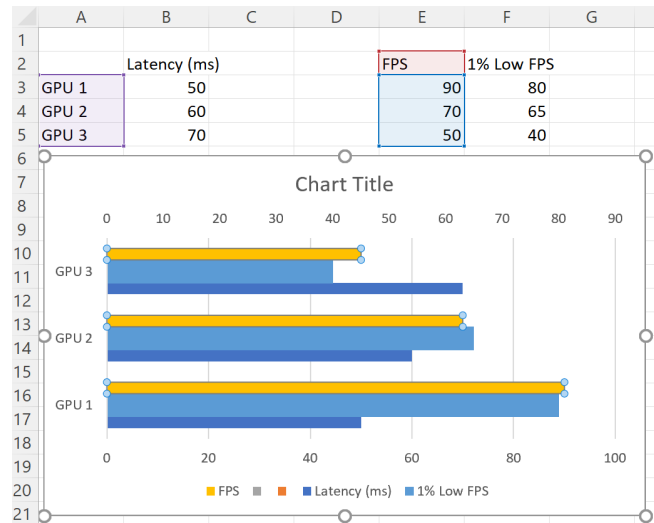 A B C D E F G
1
2 Latency (ms) FPS 1% Low FPS
3 GPU 1 50 90 80
4 GPU 2 60 70 65
5 GPU 3 70 50 40
6
7 Chart Title
8 0 10 20 30 40 50 60 70 80 90
9
10
11 GPU 3
12
13
14 GPU 2
15
16 GPU 1
17
18
19 0 20 40 60 80 100
20 FPS Latency (ms) 1% Low FPS
21